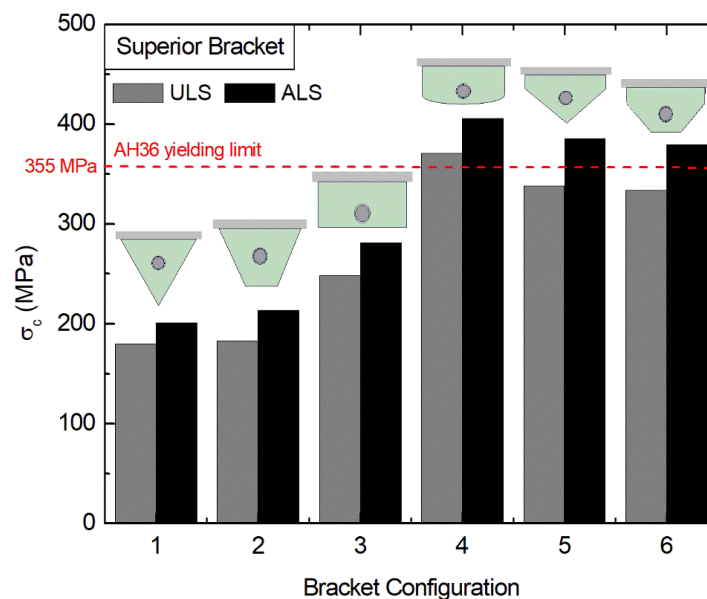 500
Superior Bracket
ULS ALS
400
AH36 yielding limit
355 MPa
300
σc (MPa)
200
100
0
1 2 3 4 5 6
Bracket Configuration